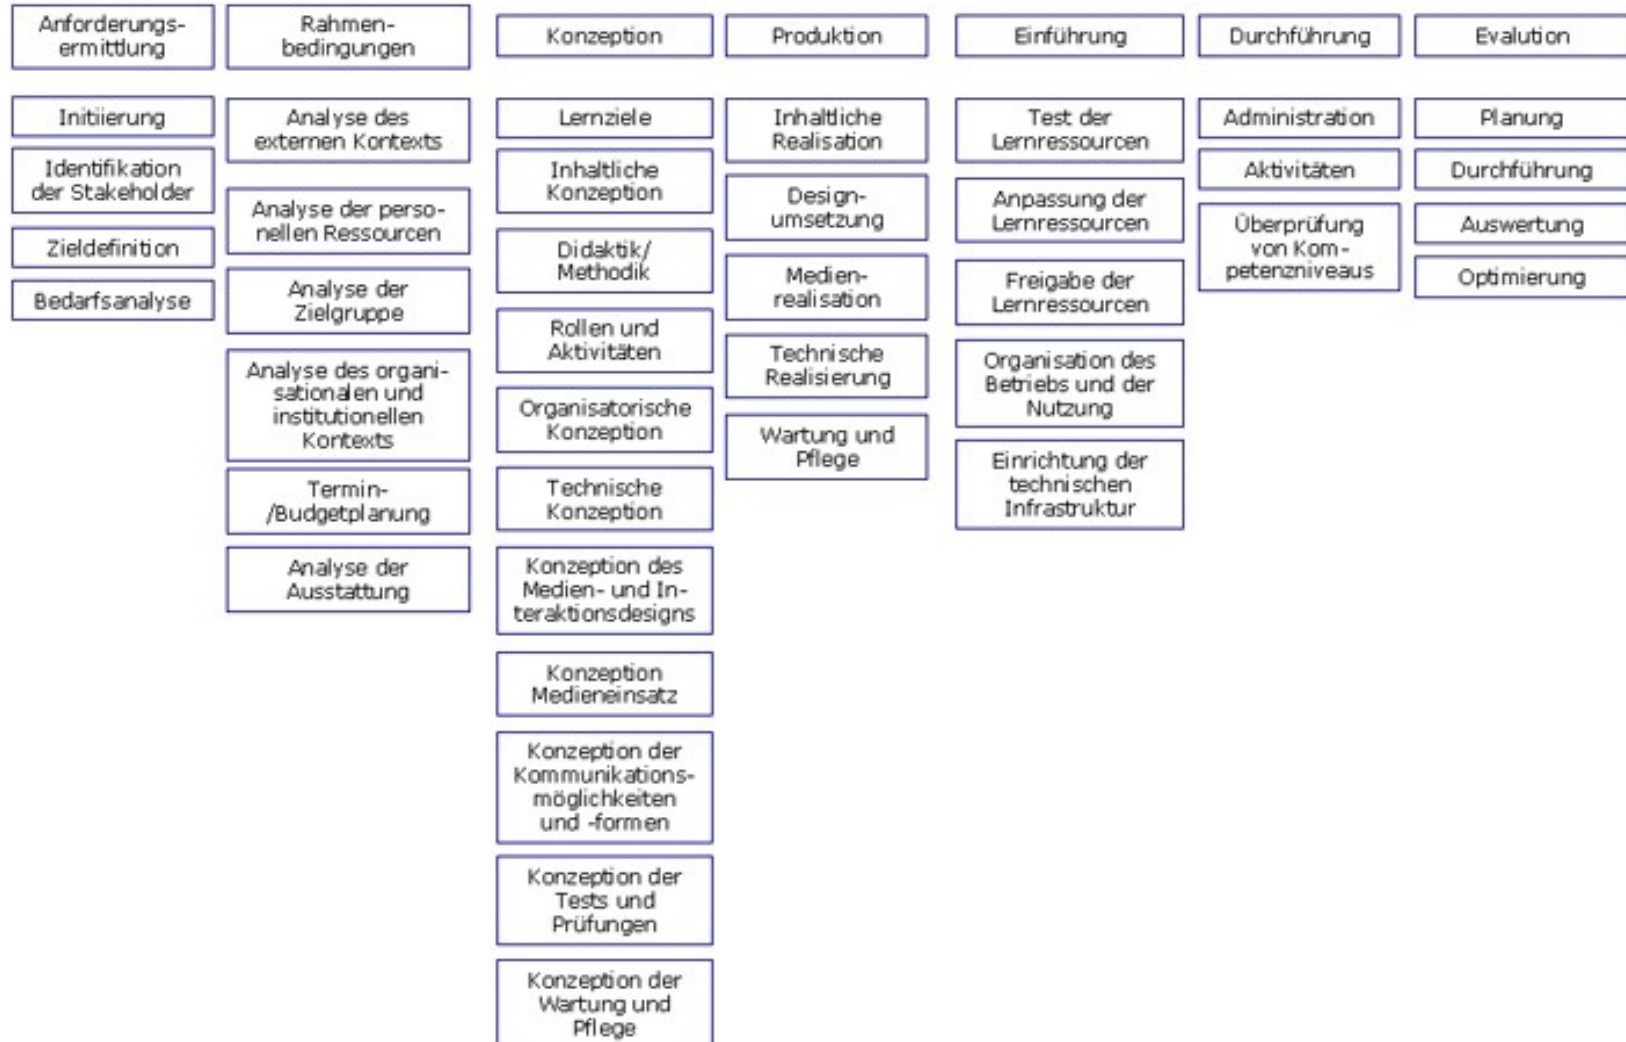 Anforderungs-
ermittlung
Rahmen-
bedingungen
Konzeption
Produktion
Einführung
Durchführung
Evalution
Initiierung
Identifikation
der Stakeholder
Zieldefinition
Bedarfsanalyse
Analyse des
externen Kontexts
Analyse der perso-
nellen Ressourcen
Analyse der
Zielgruppe
Analyse des organi-
sationalen und
institutionellen
Kontexts
Termin-
/Budgetplanung
Analyse der
Ausstattung
Lernziele
Inhaltliche
Konzeption
Didaktik/
Methodik
Rollen und
Aktivitäten
Organisatorische
Konzeption
Technische
Konzeption
Konzeption des
Medien- und In-
teraktionsdesigns
Konzeption
Medieneinsatz
Konzeption der
Kommunikations-
möglichkeiten
und -formen
Konzeption der
Tests und
Prüfungen
Konzeption der
Wartung und
Pflege
Inhaltliche
Realisation
Design-
umsetzung
Medien-
realisation
Technische
Realisierung
Wartung und
Pflege
Test der
Lernressourcen
Anpassung der
Lernressourcen
Freigabe der
Lernressourcen
Organisation des
Betriebs und der
Nutzung
Einrichtung der
technischen
Infrastruktur
Administration
Aktivitäten
Überprüfung
von Kom-
petenzniveaus
Planung
Durchführung
Auswertung
Optimierung